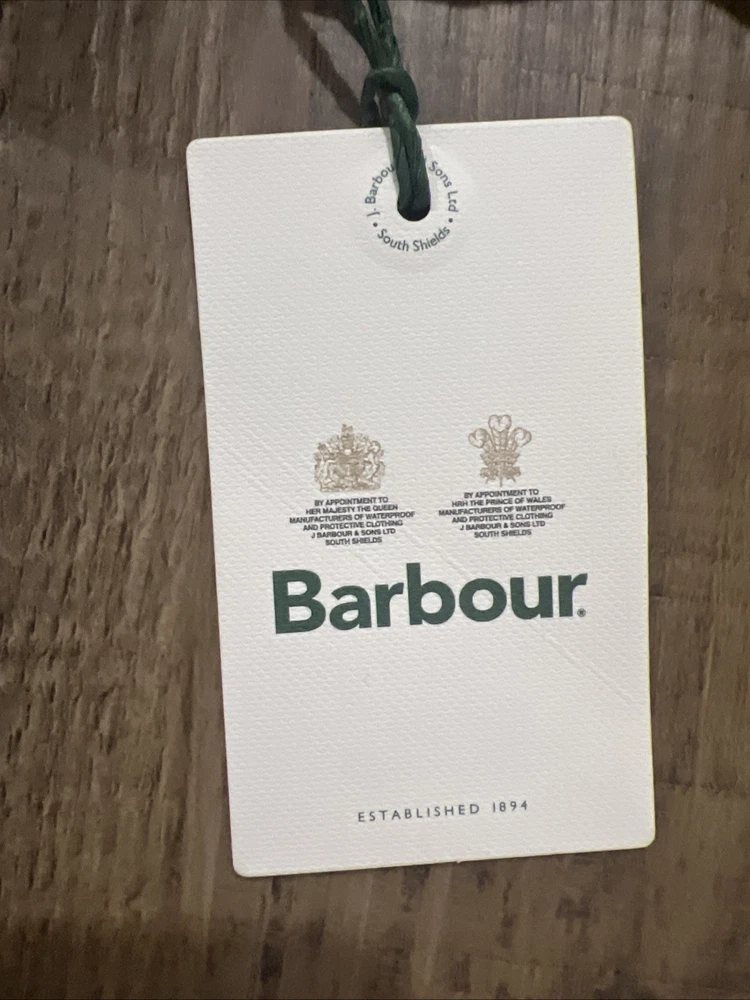 J. Barbour Sons Ltd
• South Shields •
BY APPOINTMENT TO
HER MAJESTY THE QUEEN
MANUFACTURERS OF WATERPROOF
AND PROTECTIVE CLOTHING
J BARBOUR & SONS LTD
SOUTH SHIELDS
BY APPOINTMENT TO
HRH THE PRINCE OF WALES
MANUFACTURERS OF WATERPROOF
AND PROTECTIVE CLOTHING
J BARBOUR & SONS LTD
SOUTH SHIELDS
Barbour®
ESTABLISHED 1894